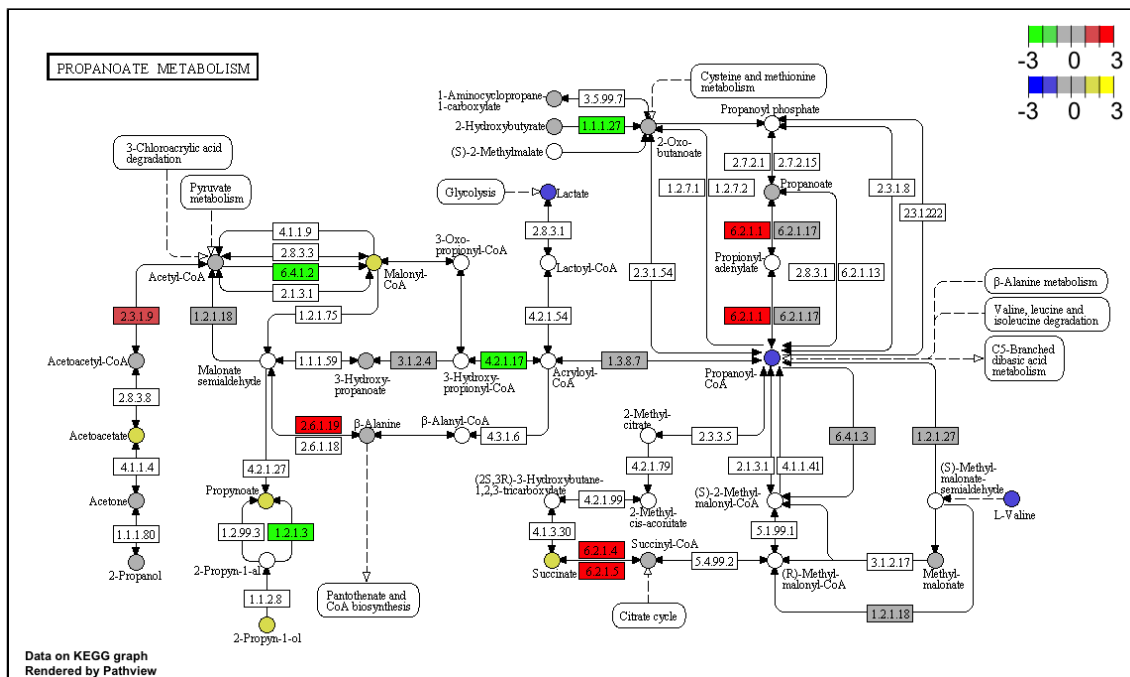 PROPANOATE METABOLISM
-3 0 3
-3 0 3
Cysteine and methionine
metabolism
1-Aminocyclopropane
1-carboxylate
3.5.99.7
Propanoyl phosphate
2-Hydroxybutyrate
1.1.1.27
2-Oxo-
butanoate
(S)-2-Methylmalate
3-Chloroacrylic acid
degradation
Pyruvate
metabolism
2.7.2.1
2.7.2.15
Glycolysis
Lactate
1.2.7.1
1.2.7.2
Propanoate
2.3.1.8
2.3.1.222
4.1.1.9
2.8.3.3
6.4.1.2
2.1.3.1
Acetyl-CoA
Malonyl-
CoA
3-Oxo-
propionyl-CoA
2.8.3.1
Lactoyl-CoA
6.2.1.1
6.2.1.17
Propionyl-
adenylate
2.3.1.54
2.8.3.1
6.2.1.13
β-Alanine metabolism
Valine, leucine and
isoleucine degradation
C5-Branched
dibasic acid
metabolism
2.3.1.9
1.2.1.18
1.2.1.75
4.2.1.54
6.2.1.1
6.2.1.17
Acetoacetyl-CoA
Malonate
semialdehyde
1.1.1.59
3-Hydroxy-
propanoate
3.1.2.4
3-Hydroxy-
propionyl-CoA
4.2.1.17
Acryloyl-
CoA
1.3.8.7
Propanoyl-
CoA
2.8.3.8
Acetoacetate
2.6.1.19
2.6.1.18
β-Alanine
β-Alanyl-CoA
4.3.1.6
2-Methyl-
citrate
2.3.3.5
6.4.1.3
1.2.1.27
4.1.1.4
4.2.1.27
4.2.1.79
2.1.3.1
4.1.1.41
Acetone
Propynoate
(2S,3R)-3-Hydroxybutane-
1,2,3-tricarboxylate
4.2.1.99
2-Methyl-
cis-aconitate
(S)-2-Methyl-
malonyl-CoA
(S)-Methyl-
malonate-
semialdehyde
L-Valine
1.1.1.80
1.2.99.3
1.2.1.3
4.1.3.30
5.1.99.1
2-Propanol
2-Propyn-1-al
Succinate
6.2.1.4
6.2.1.5
Succinyl-CoA
5.4.99.2
(R)-Methyl-
malonyl-CoA
3.1.2.17
Methyl-
malonate
1.1.2.8
Pantothenate and
CoA biosynthesis
Citrate cycle
1.2.1.18
2-Propyn-1-ol
Data on KEGG graph
Rendered by Pathview